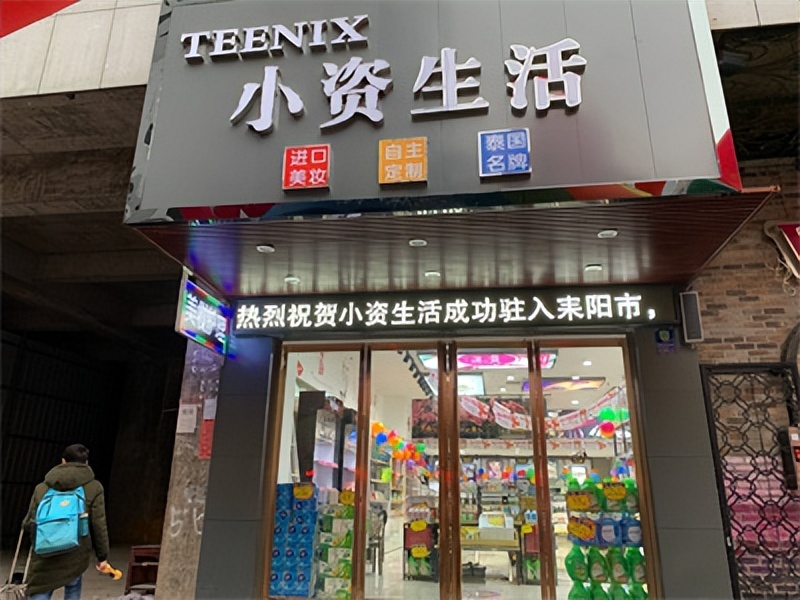 TEENIX
小资生活
进口
美妆
自主
定制
泰国
名牌
热烈祝贺小资生活成功驻入耒阳市，